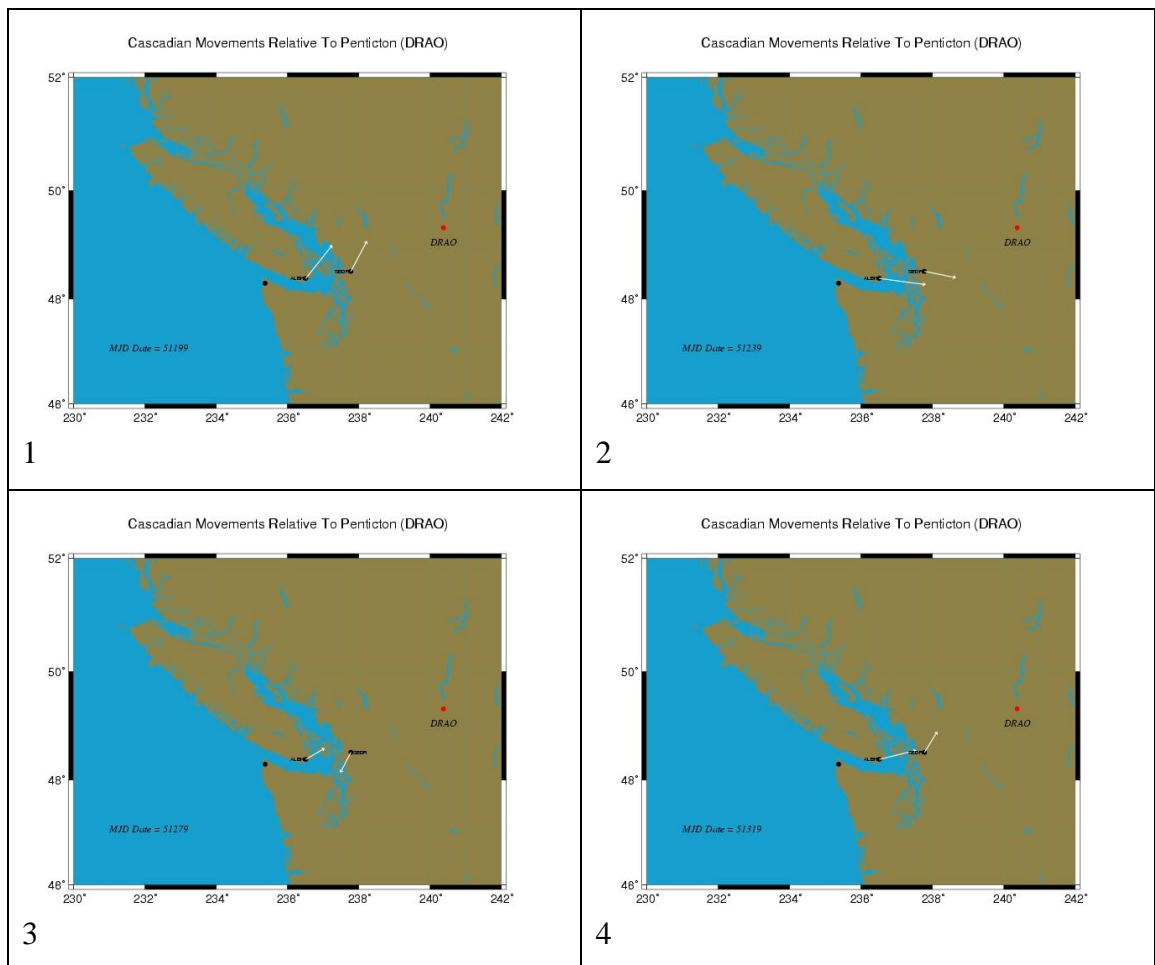 Cascadian Movements Relative To Penticton (DRAO)
52°
50°
DRAO
48°
MJD Date = 51199
46°
230° 232° 234° 236° 238° 240° 242°
1
Cascadian Movements Relative To Penticton (DRAO)
52°
50°
DRAO
48°
MJD Date = 51239
46°
230° 232° 234° 236° 238° 240° 242°
2
Cascadian Movements Relative To Penticton (DRAO)
52°
50°
DRAO
48°
MJD Date = 51279
46°
230° 232° 234° 236° 238° 240° 242°
3
Cascadian Movements Relative To Penticton (DRAO)
52°
50°
DRAO
48°
MJD Date = 51319
46°
230° 232° 234° 236° 238° 240° 242°
4